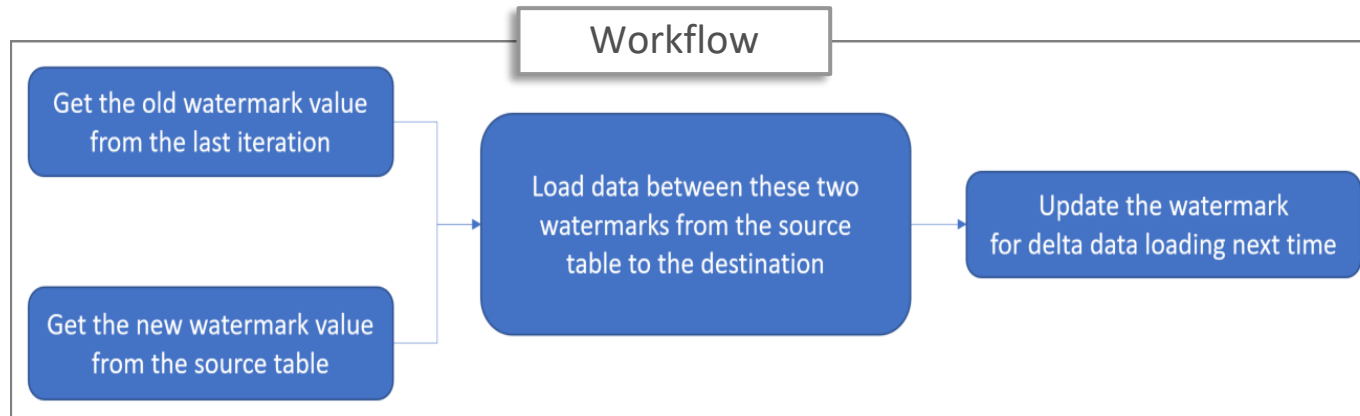 Workflow
Get the old watermark value
from the last iteration
Get the new watermark value
from the source table
Load data between these two
watermarks from the source
table to the destination
Update the watermark
for delta data loading next time